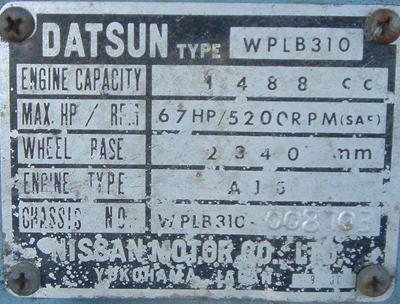 DATSUN TYPE WPLB310
ENGINE CAPACITY 1488 cc
MAX. HP / RPM 67HP/5200RPM(SAE)
WHEEL BASE 2340 mm
ENGINE TYPE A15
CHASSIS NO. WPLB310
NISSAN MOTOR CO., LTD.
YOKOHAMA JAPAN